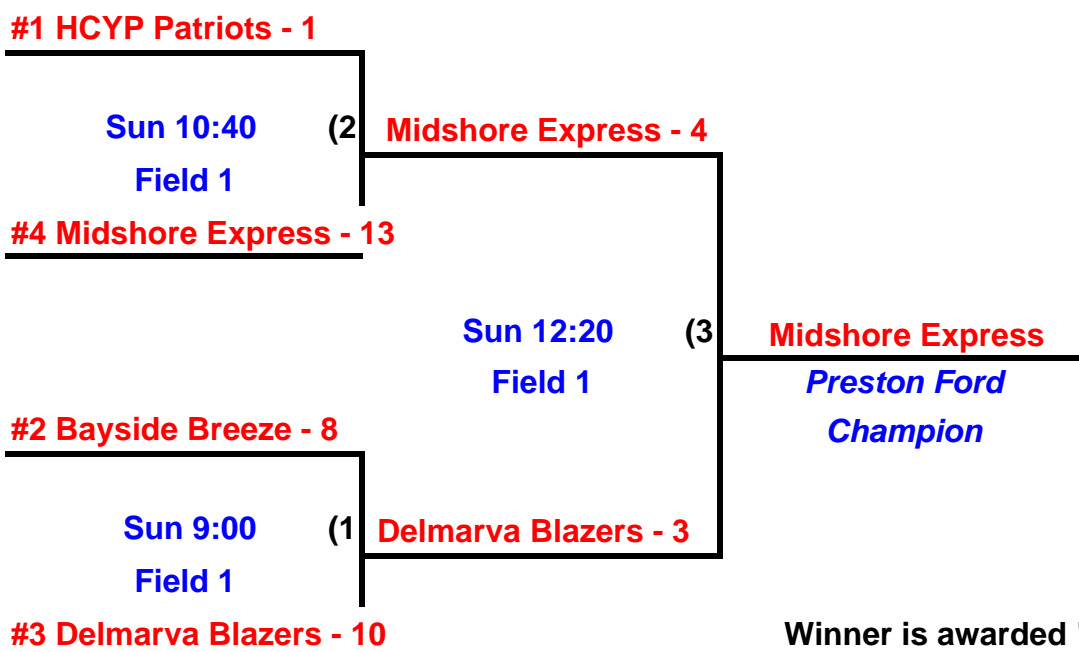 #1 HCYP Patriots - 1
Sun 10:40 (2
Midshore Express - 4
Field 1
#4 Midshore Express - 13
Sun 12:20 (3
Midshore Express
Field 1
Preston Ford
Champion
#2 Bayside Breeze - 8
Sun 9:00 (1
Delmarva Blazers - 3
Field 1
#3 Delmarva Blazers - 10
Winner is awarded